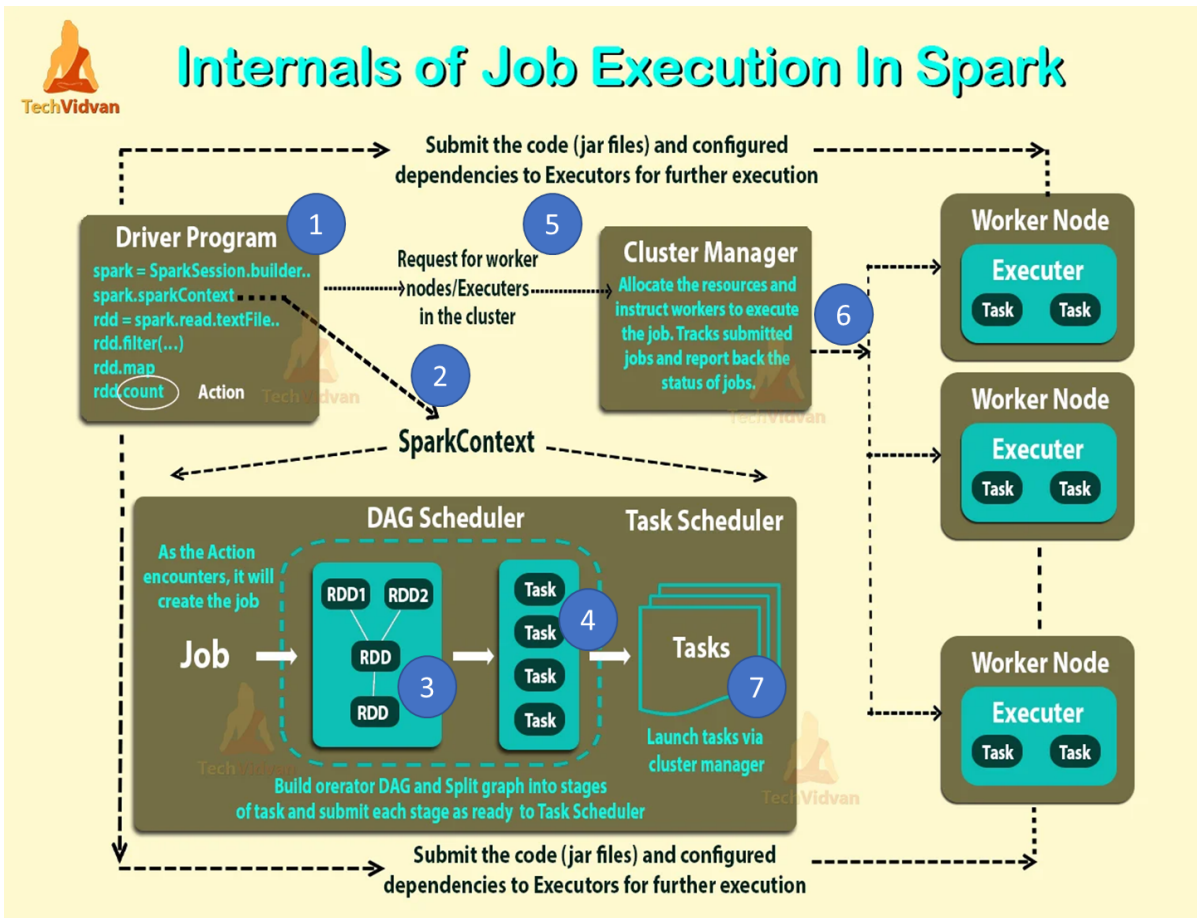 TechVidvan
Internals of Job Execution In Spark
Submit the code (jar files) and configured
dependencies to Executors for further execution
1
Driver Program
spark = SparkSession.builder..
spark.sparkContext
rdd = spark.read.textFile..
rdd.filter(...)
rdd.map
rdd.count
Action
5
Request for worker
nodes/Executers
in the cluster
Cluster Manager
Allocate the resources and
instruct workers to execute
the job. Tracks submitted
jobs and report back the
status of jobs.
6
Worker Node
Executer
Task Task
Worker Node
Executer
Task Task
Worker Node
Executer
Task Task
2
SparkContext
DAG Scheduler
Task Scheduler
As the Action
encounters, it will
create the job
Job
RDD1 RDD2
RDD
RDD
3
Task
Task
Task
Task
4
Tasks
7
Launch tasks via
cluster manager
Build orerator DAG and Split graph into stages
of task and submit each stage as ready to Task Scheduler
Submit the code (jar files) and configured
dependencies to Executors for further execution
TechVidvan
TechVidvan
TechVidvan